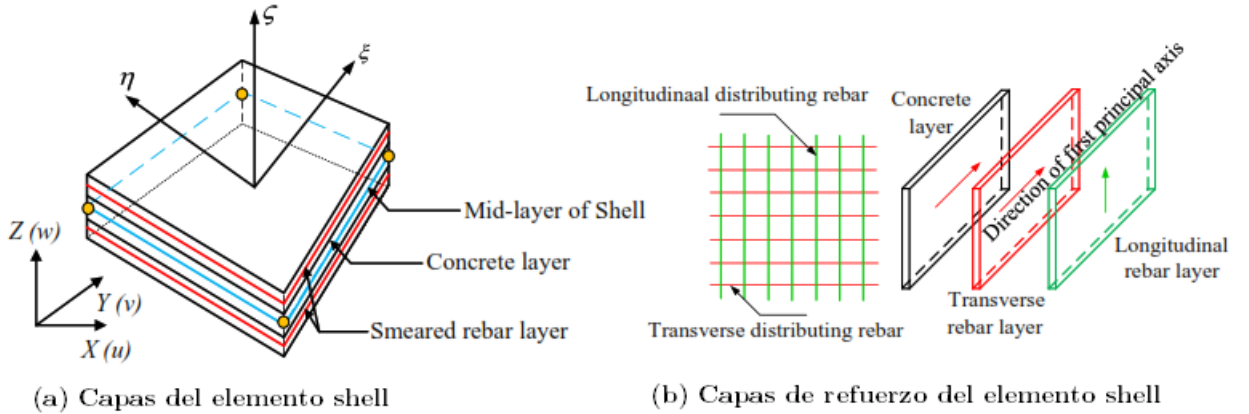 ς
ξ
η
Mid-layer of Shell
Concrete layer
Smeared rebar layer
Z (w)
Y (v)
X (u)
(a) Capas del elemento shell
Longitudinaal distributing rebar
Transverse distributing rebar
Concrete
layer
Direction of first principal axis
Transverse
rebar layer
Longitudinal
rebar layer
(b) Capas de refuerzo del elemento shell